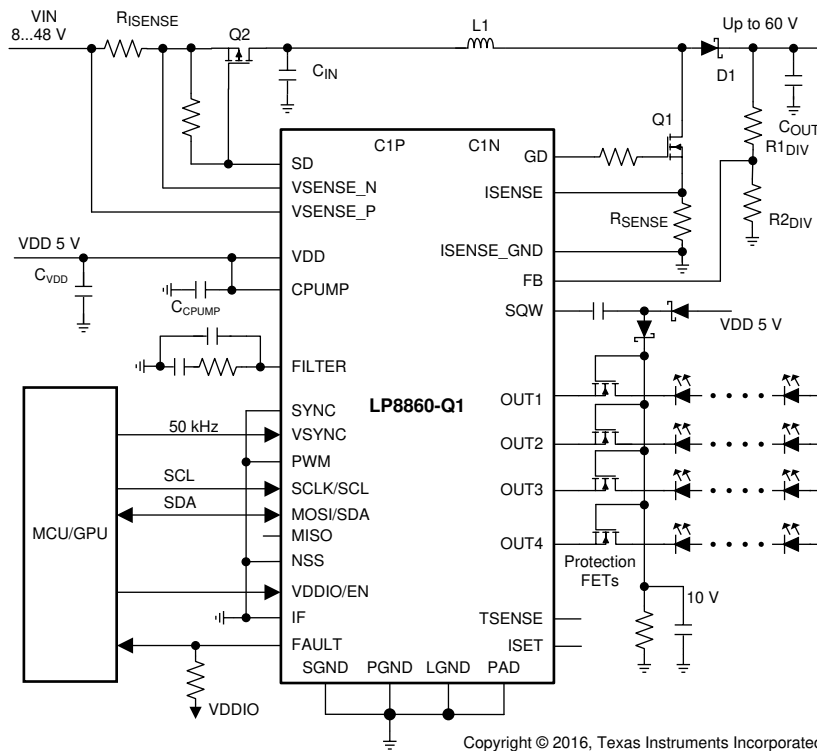 VIN
8...48 V
RISENSE
Q2
L1
Up to 60 V
CIN
D1
COUT
R1DIV
R2DIV
Q1
C1P
C1N
SD
GD
VSENSE_N
ISENSE
VSENSE_P
RSENSE
VDD 5 V
VDD
ISENSE_GND
CVDD
CPUMP
FB
CCPUMP
SQW
VDD 5 V
FILTER
LP8860-Q1
OUT1
SYNC
50 kHz
VSYNC
OUT2
PWM
SCL
SCLK/SCL
OUT3
SDA
MOSI/SDA
MCU/GPU
MISO
OUT4
NSS
Protection
FETs
VDDIO/EN
10 V
IF
TSENSE
FAULT
ISET
SGND
PGND
LGND
PAD
VDDIO
Copyright © 2016, Texas Instruments Incorporated